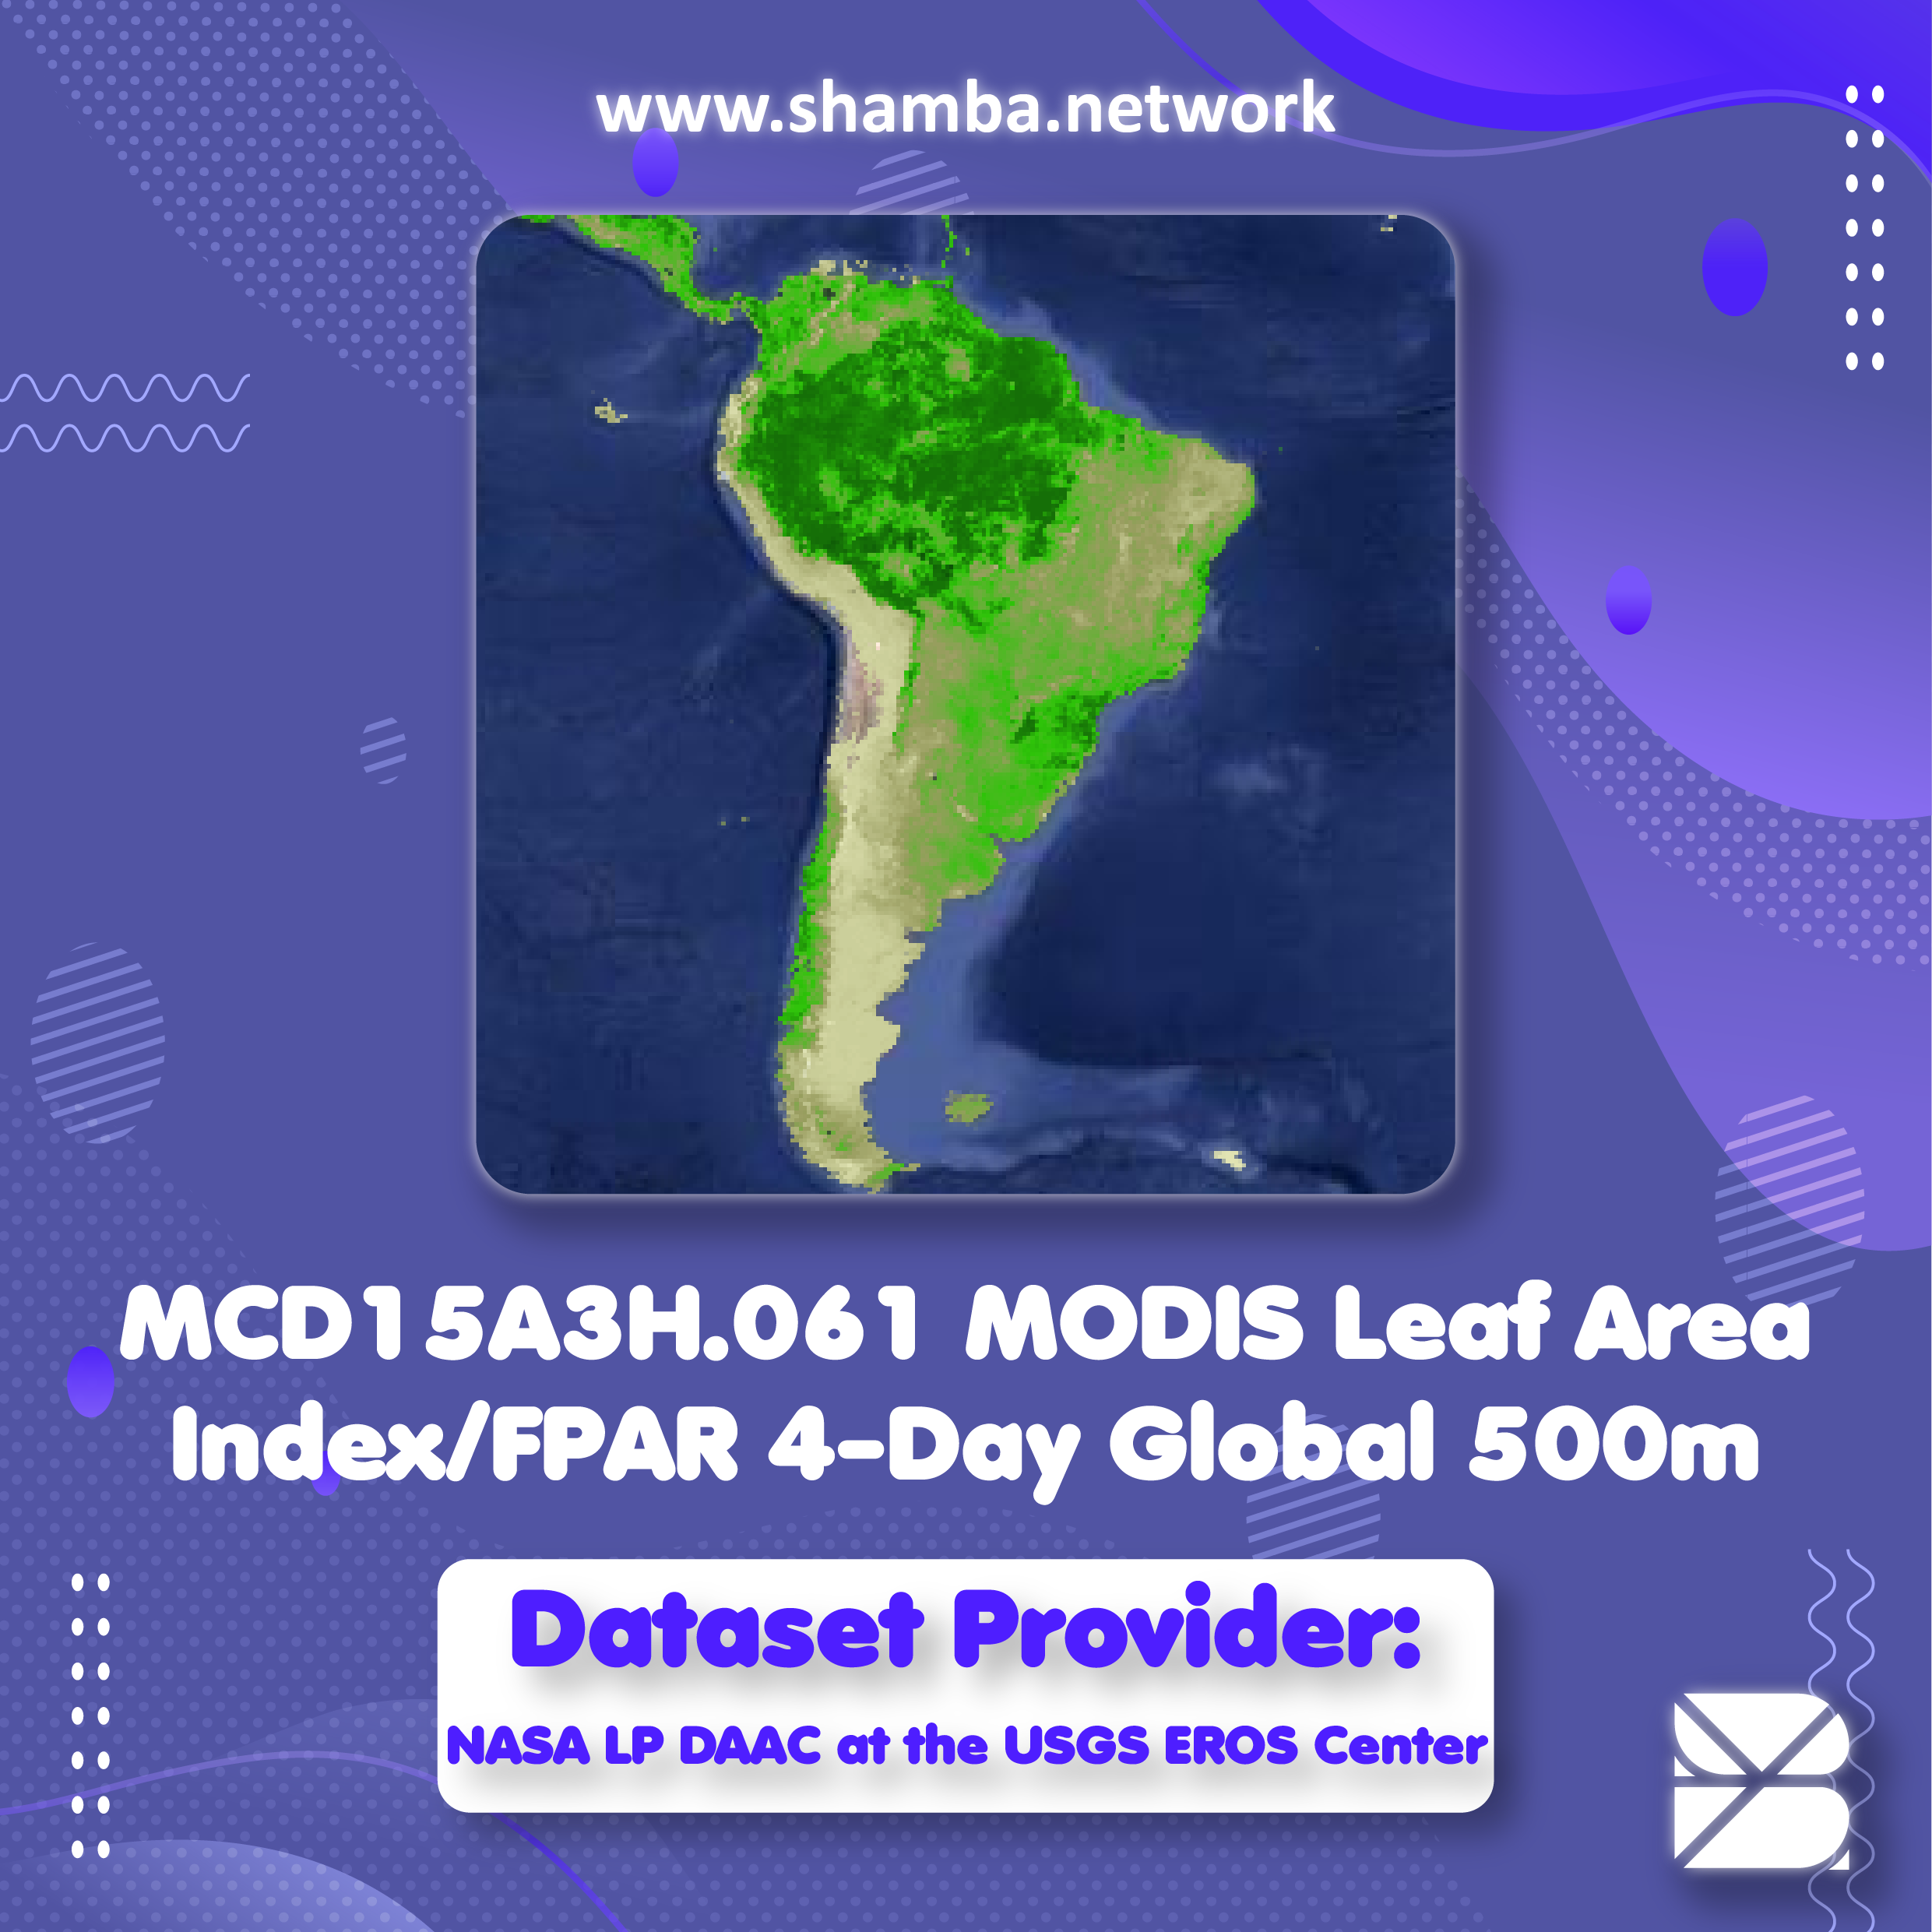 www.shamba.network
MCD15A3H.061 MODIS Leaf Area
Index/FPAR 4-Day Global 500m
Dataset Provider:
NASA LP DAAC at the USGS EROS Center